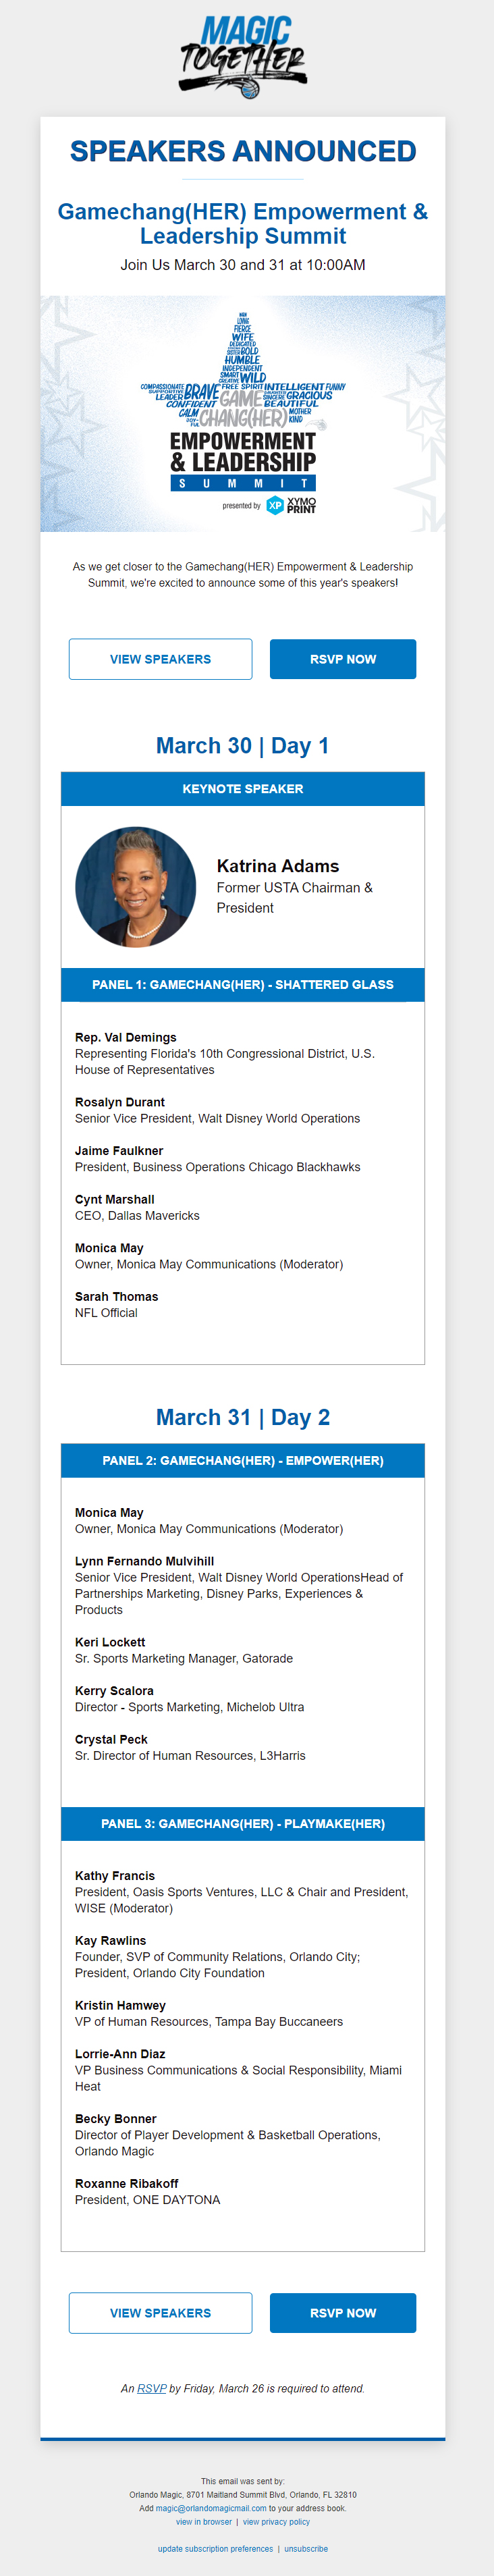 MAGIC
TOGETHER
SPEAKERS ANNOUNCED
Gamechang(HER) Empowerment &
Leadership Summit
Join Us March 30 and 31 at 10:00AM
MAN
LOVING
FIERCE
WIFE
DEDICATED
SISTER BOLD
HUMBLE
INDEPENDENT
SMART WILD
CREATIVE FREE SPIRIT INTELLIGENT FUNNY
COMPASSIONATE
SUPPORTIVE
LEADER BRAVE GAME DAUGHTER SINCERE GRACIOUS
CONFIDENT BEAUTIFUL
CALM CHANG(HER) MOTHER
JOY-FUL KIND
EMPOWERMENT
& LEADERSHIP
SUMMIT
presented by XP XYMO PRINT
As we get closer to the Gamechang(HER) Empowerment & Leadership
Summit, we're excited to announce some of this year's speakers!
VIEW SPEAKERS RSVP NOW
March 30 | Day 1
KEYNOTE SPEAKER
Katrina Adams
Former USTA Chairman &
President
PANEL 1: GAMECHANG(HER) - SHATTERED GLASS
Rep. Val Demings
Representing Florida's 10th Congressional District, U.S.
House of Representatives
Rosalyn Durant
Senior Vice President, Walt Disney World Operations
Jaime Faulkner
President, Business Operations Chicago Blackhawks
Cynt Marshall
CEO, Dallas Mavericks
Monica May
Owner, Monica May Communications (Moderator)
Sarah Thomas
NFL Official
March 31 | Day 2
PANEL 2: GAMECHANG(HER) - EMPOWER(HER)
Monica May
Owner, Monica May Communications (Moderator)
Lynn Fernando Mulvihill
Senior Vice President, Walt Disney World OperationsHead of
Partnerships Marketing, Disney Parks, Experiences &
Products
Keri Lockett
Sr. Sports Marketing Manager, Gatorade
Kerry Scalora
Director - Sports Marketing, Michelob Ultra
Crystal Peck
Sr. Director of Human Resources, L3Harris
PANEL 3: GAMECHANG(HER) - PLAYMAKE(HER)
Kathy Francis
President, Oasis Sports Ventures, LLC & Chair and President,
WISE (Moderator)
Kay Rawlins
Founder, SVP of Community Relations, Orlando City;
President, Orlando City Foundation
Kristin Hamwey
VP of Human Resources, Tampa Bay Buccaneers
Lorrie-Ann Diaz
VP Business Communications & Social Responsibility, Miami
Heat
Becky Bonner
Director of Player Development & Basketball Operations,
Orlando Magic
Roxanne Ribakoff
President, ONE DAYTONA
VIEW SPEAKERS RSVP NOW
An RSVP by Friday, March 26 is required to attend.
This email was sent by:
Orlando Magic, 8701 Maitland Summit Blvd, Orlando, FL 32810
Add magic@orlandomagicmail.com to your address book.
view in browser | view privacy policy
update subscription preferences | unsubscribe